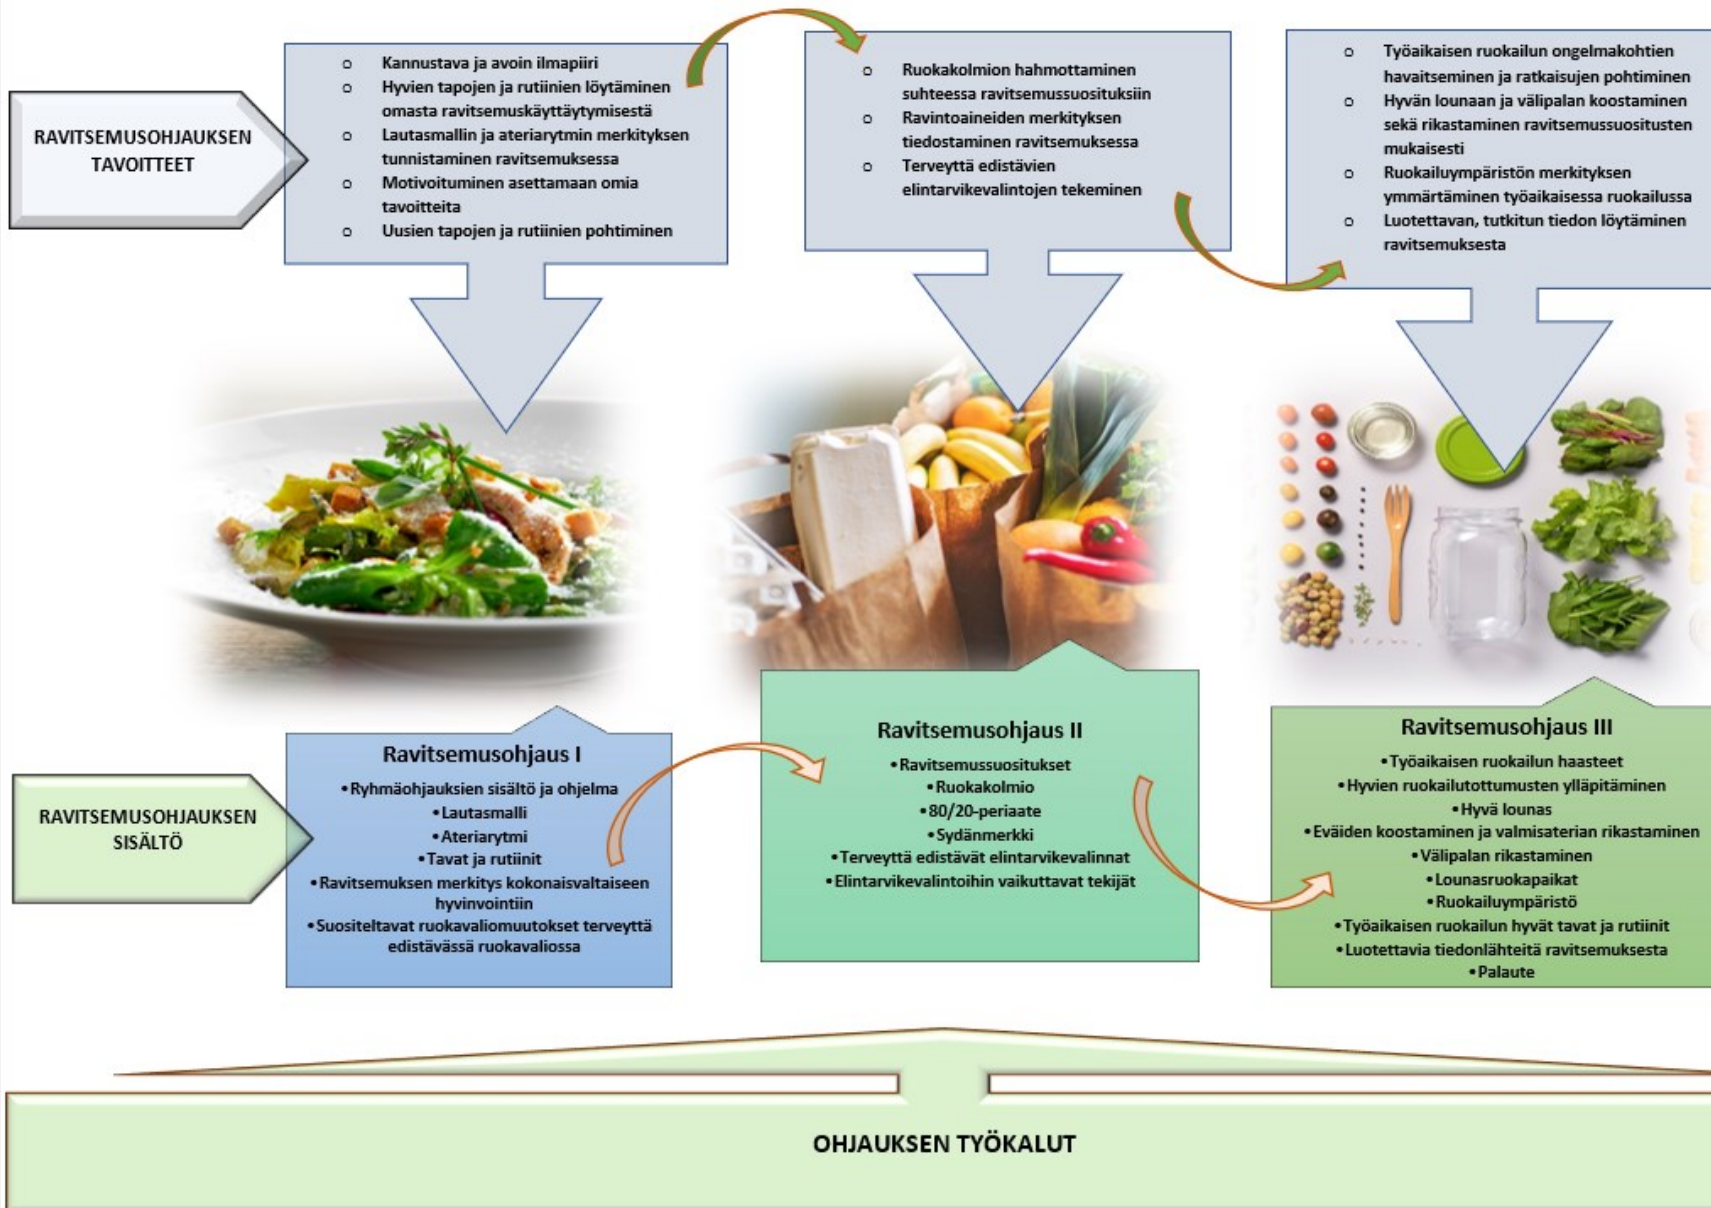 RAVITSEMUSOHJAUKSEN
TAVOITTEET
o Kannustava ja avoin ilmapiiri
o Hyvien tapojen ja rutiinien löytäminen
omasta ravitsemuskäyttäytymisestä
o Lautasmallin ja ateriarytmin merkityksen
tunnistaminen ravitsemuksessa
o Motivoituminen asettamaan omia
tavoitteita
o Uusien tapojen ja rutiinien pohtiminen
o Ruokakolmion hahmottaminen
suhteessa ravitsemussuosituksiin
o Ravintoaineiden merkityksen
tiedostaminen ravitsemuksessa
o Terveyttä edistävien
elintarvikevalintojen tekeminen
o Työaikaisen ruokailun ongelmakohtien
havaitseminen ja ratkaisujen pohtiminen
o Hyvän lounaan ja välipalan koostaminen
sekä rikastaminen ravitsemussuositusten
mukaisesti
o Ruokailuympäristön merkityksen
ymmärtäminen työaikaisessa ruokailussa
o Luotettavan, tutkitun tiedon löytäminen
ravitsemuksesta
RAVITSEMUSOHJAUKSEN
SISÄLTÖ
Ravitsemusohjaus I
•Ryhmäohjauksien sisältö ja ohjelma
•Lautasmalli
•Ateriarytmi
•Tavat ja rutiinit
•Ravitsemuksen merkitys kokonaisvaltaiseen
hyvinvointiin
•Suositeltavat ruokavaliomuutokset terveyttä
edistävässä ruokavaliossa
Ravitsemusohjaus II
•Ravitsemussuositukset
•Ruokakolmio
•80/20-periaate
•Sydänmerkki
•Terveyttä edistävät elintarvikevalinnat
•Elintarvikevalintoihin vaikuttavat tekijät
Ravitsemusohjaus III
•Työaikaisen ruokailun haasteet
•Hyvien ruokailutottumusten ylläpitäminen
•Hyvä lounas
•Eväiden koostaminen ja valmisaterian rikastaminen
•Välipalan rikastaminen
•Lounasruokapaikat
•Ruokailuympäristö
•Työaikaisen ruokailun hyvät tavat ja rutiinit
•Luotettavia tiedonlähteitä ravitsemuksesta
•Palaute
OHJAUKSEN TYÖKALUT